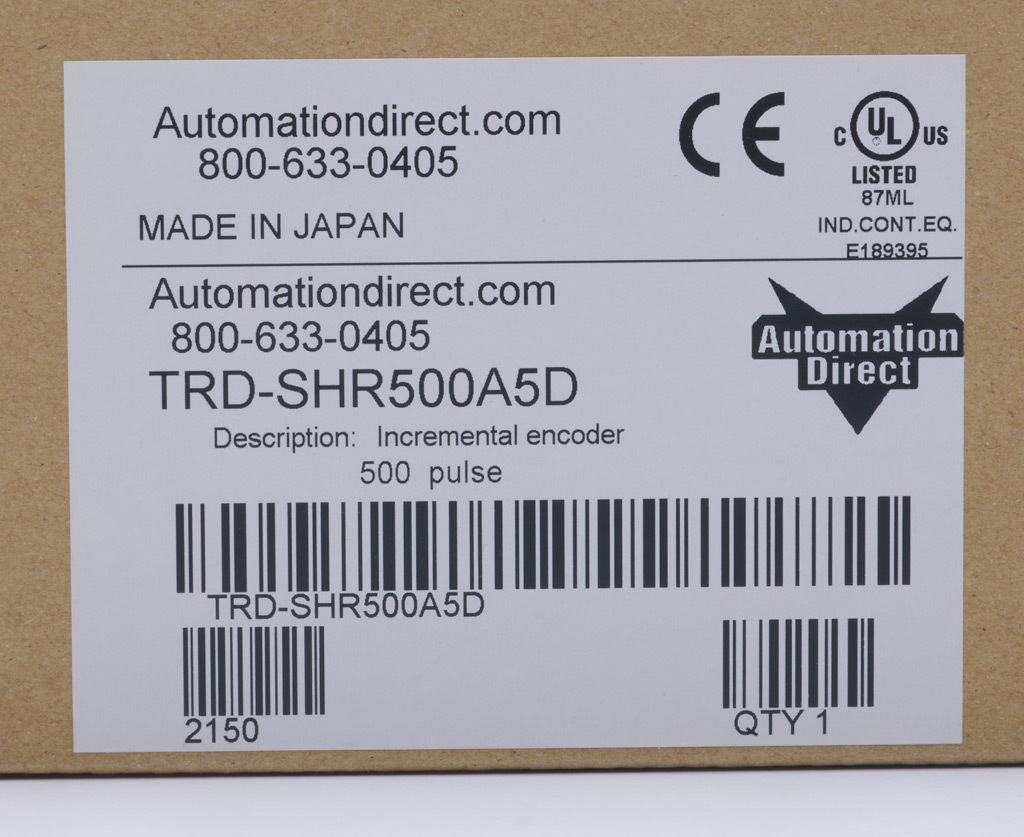 Automationdirect.com
800-633-0405
MADE IN JAPAN
CE
C UL US
LISTED
87ML
IND.CONT.EQ.
E189395
Automationdirect.com
800-633-0405
TRD-SHR500A5D
Description: Incremental encoder
500 pulse
Automation
Direct
TRD-SHR500A5D
2150
QTY 1